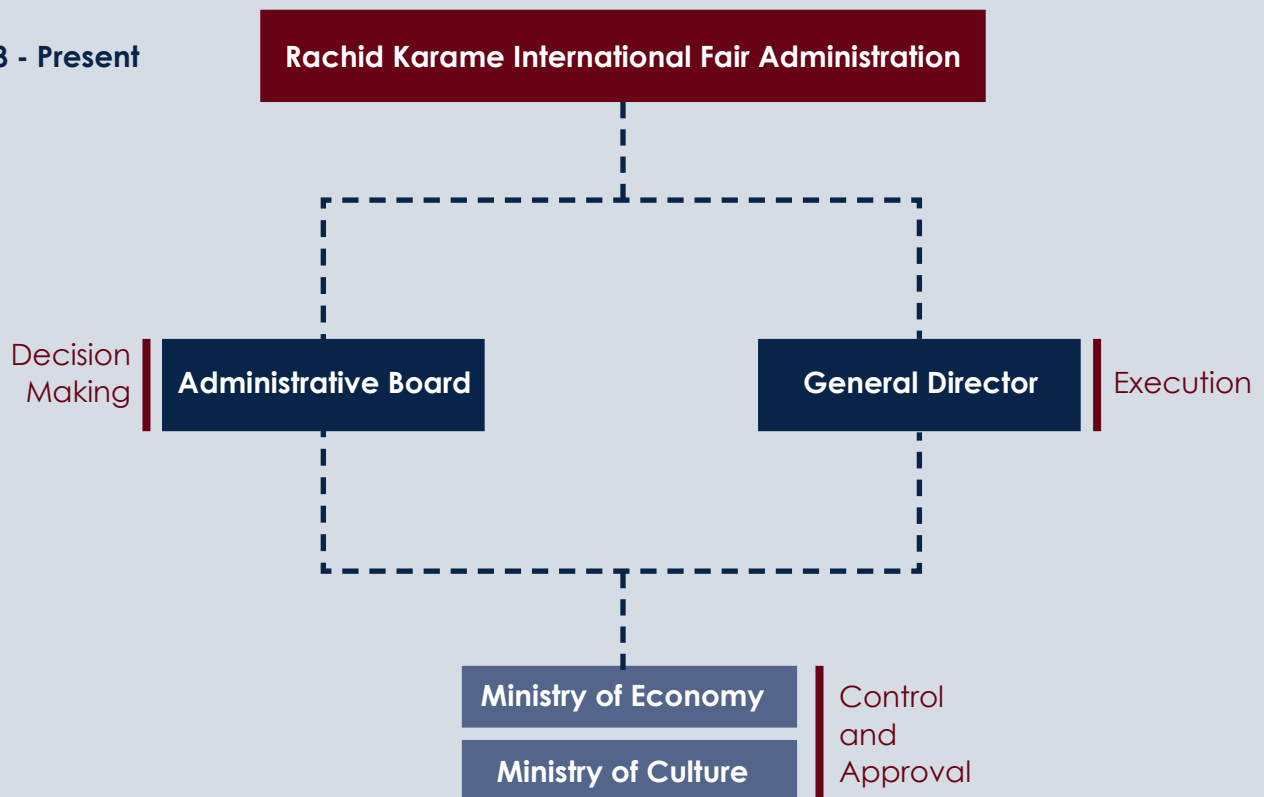 3 - Present
Rachid Karame International Fair Administration
Decision
Making
Administrative Board
General Director
Execution
Ministry of Economy
Control
and
Approval
Ministry of Culture